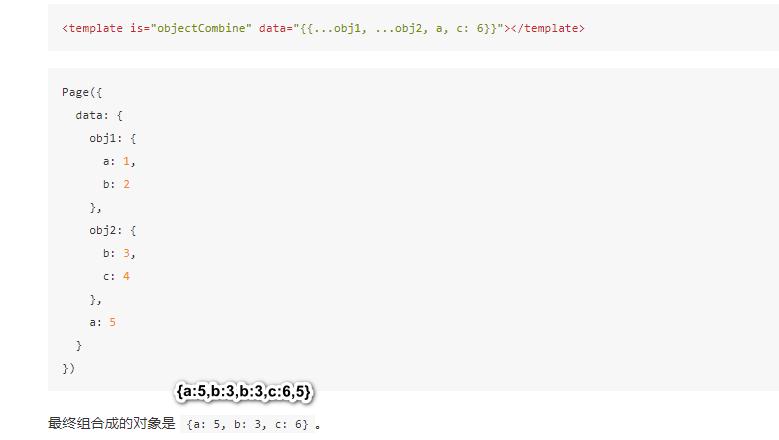 <template is="objectCombine" data="{{...obj1, ...obj2, a, c: 6}}"></template>
Page({
data: {
obj1: {
a: 1,
b: 2
},
obj2: {
b: 3,
c: 4
},
a: 5
}
})
{a:5,b:3,b:3,c:6,5}
最终组合成的对象是 {a: 5, b: 3, c: 6} 。